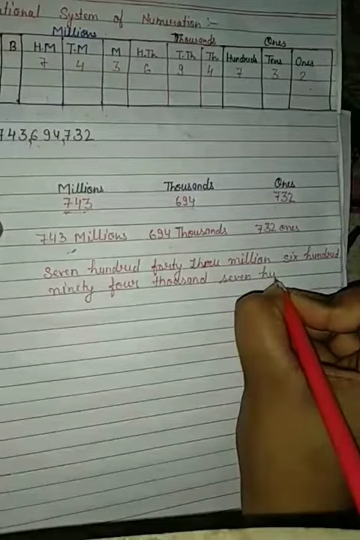 ational System of Numeration :-
Millions Thousands Ones
B H.M T.M M H.Th T.Th Th Hundreds Tens Ones
7 4 3 6 9 4 7 3 2
743,694,732
Millions Thousands Ones
743 694 732
743 Millions 694 Thousands 732 ones
Seven hundred forty three million six hundred
ninity four thousand seven hu